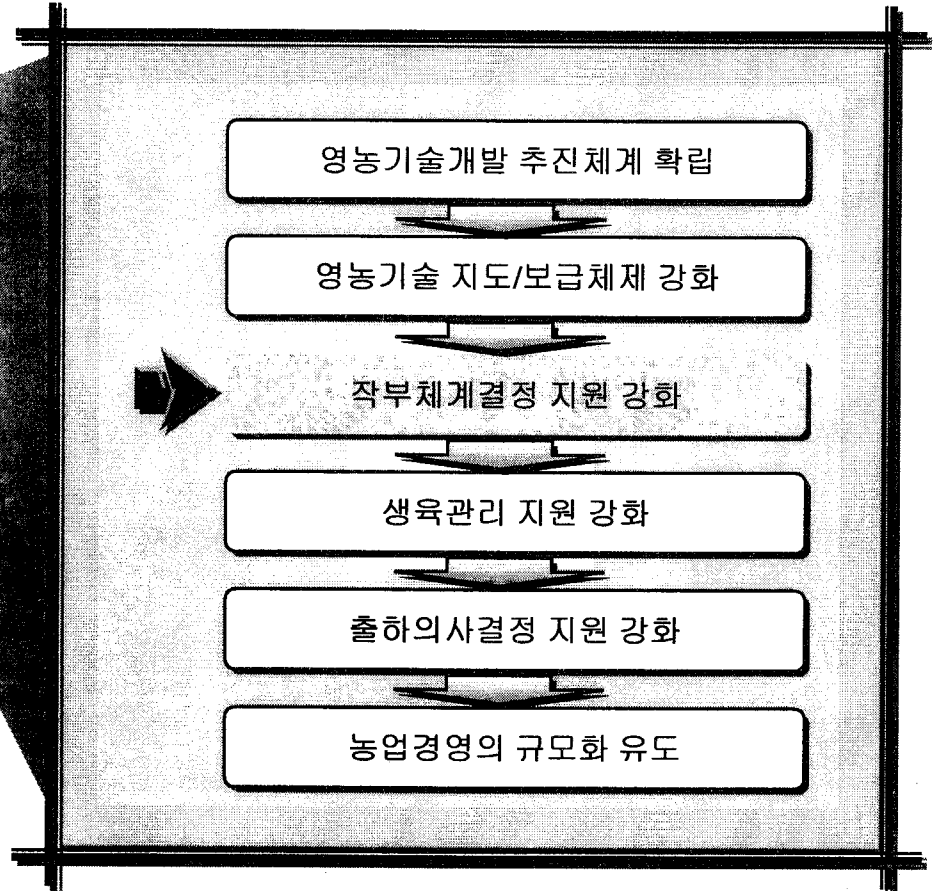 영농기술개발 추진체계 확립
영농기술 지도/보급체제 강화
작부체계결정 지원 강화
생육관리 지원 강화
출하의사결정 지원 강화
농업경영의 규모화 유도